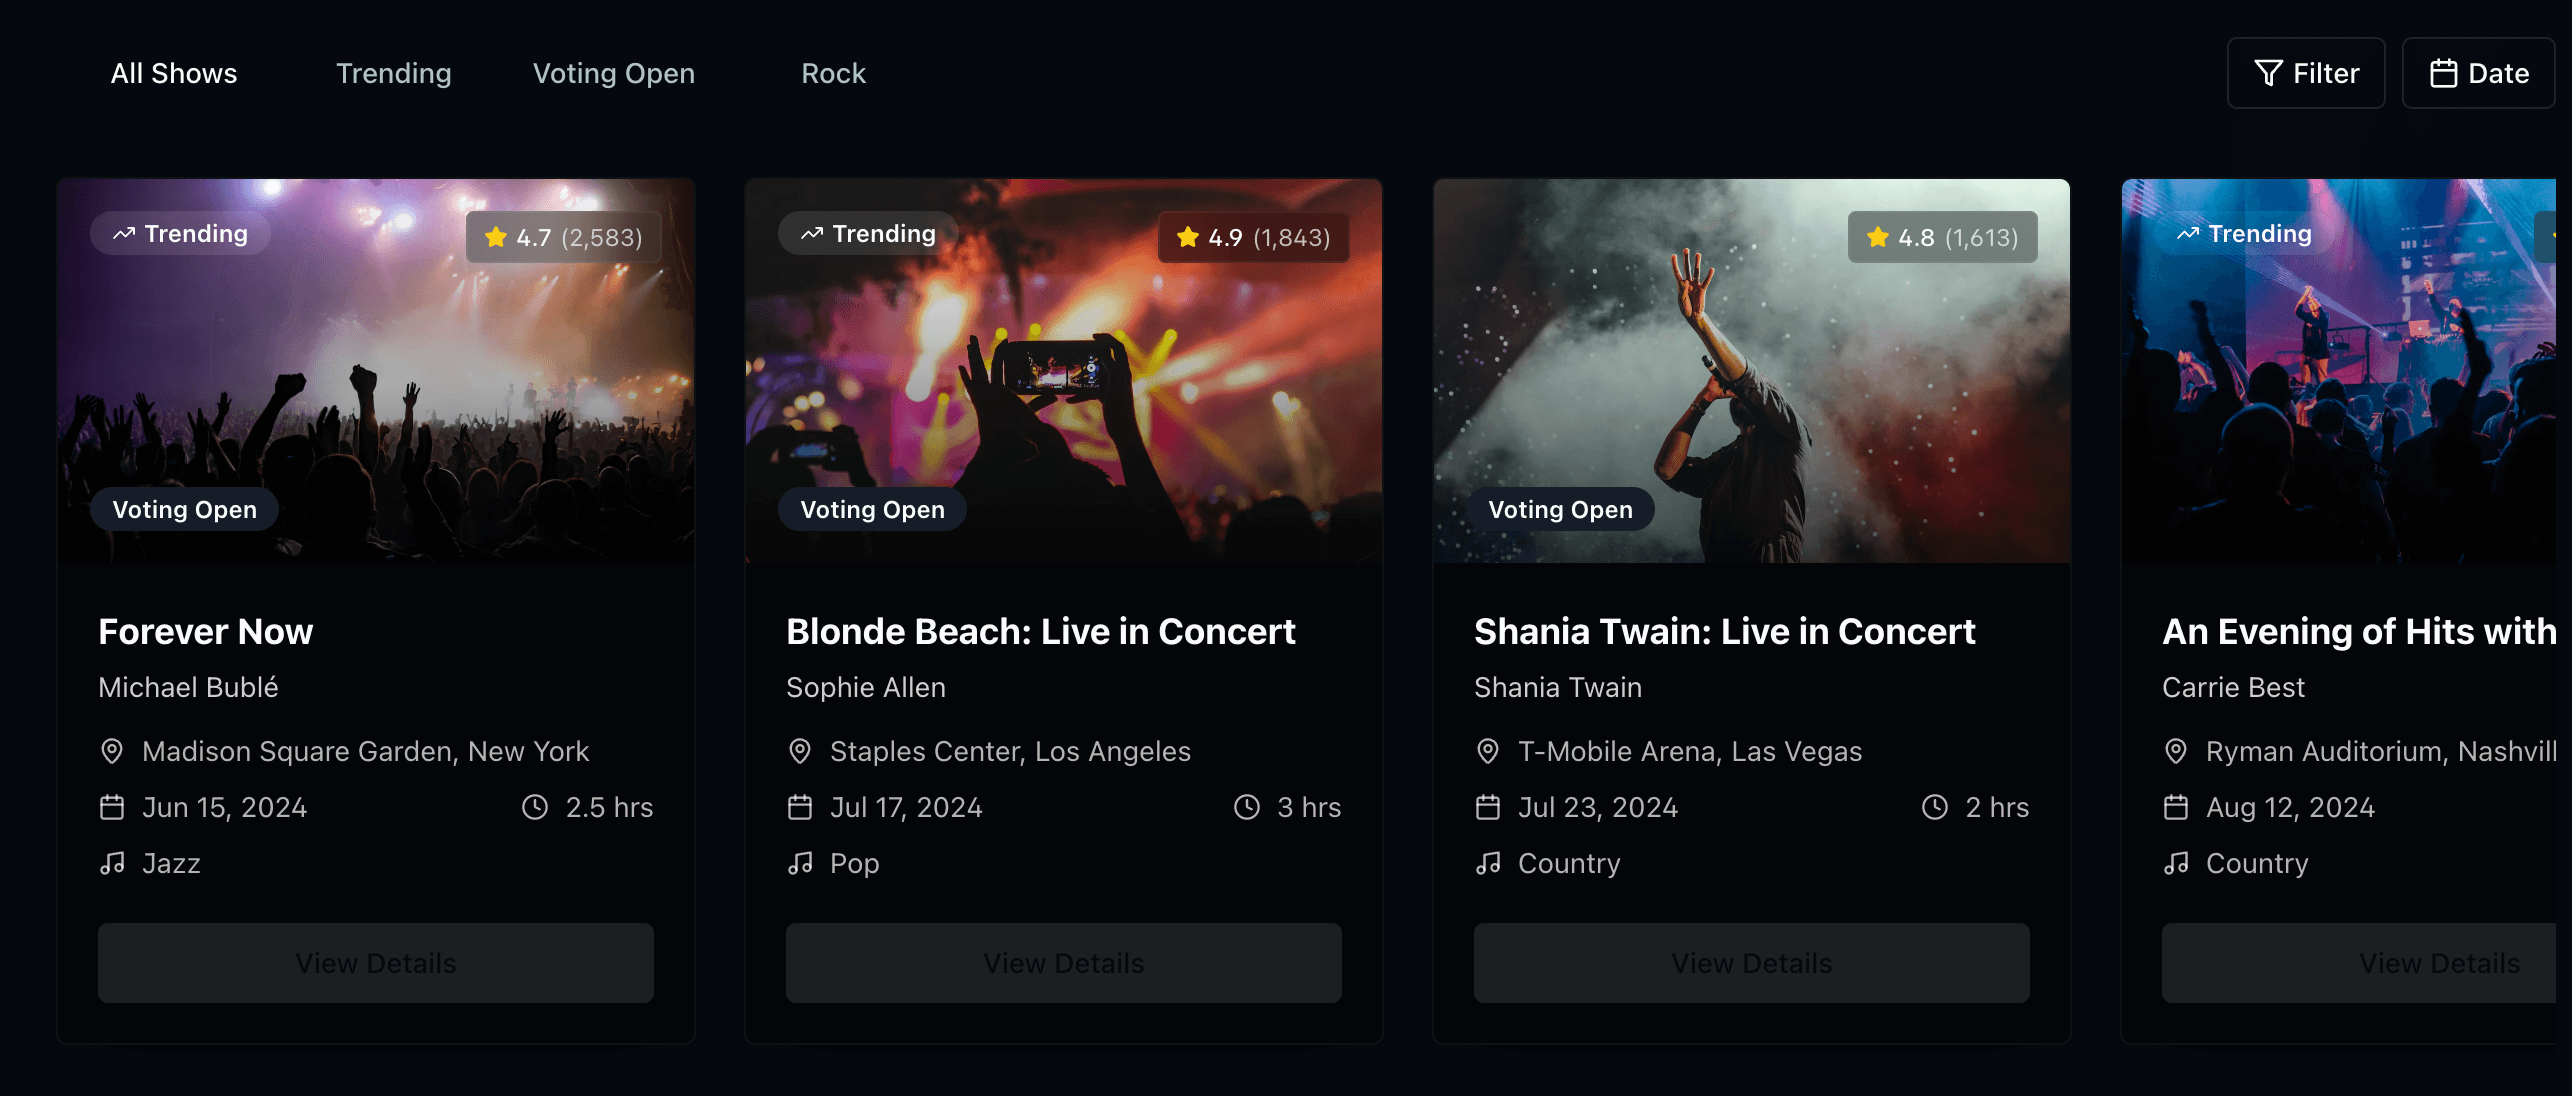 All Shows
Trending
Voting Open
Rock
Filter
Date
Trending
4.7 (2,583)
Voting Open
Forever Now
Michael Bublé
Madison Square Garden, New York
Jun 15, 2024
2.5 hrs
Jazz
View Details
Trending
4.9 (1,843)
Voting Open
Blonde Beach: Live in Concert
Sophie Allen
Staples Center, Los Angeles
Jul 17, 2024
3 hrs
Pop
View Details
4.8 (1,613)
Voting Open
Shania Twain: Live in Concert
Shania Twain
T-Mobile Arena, Las Vegas
Jul 23, 2024
2 hrs
Country
View Details
Trending
An Evening of Hits with
Carrie Best
Ryman Auditorium, Nashvill
Aug 12, 2024
Country
View Details